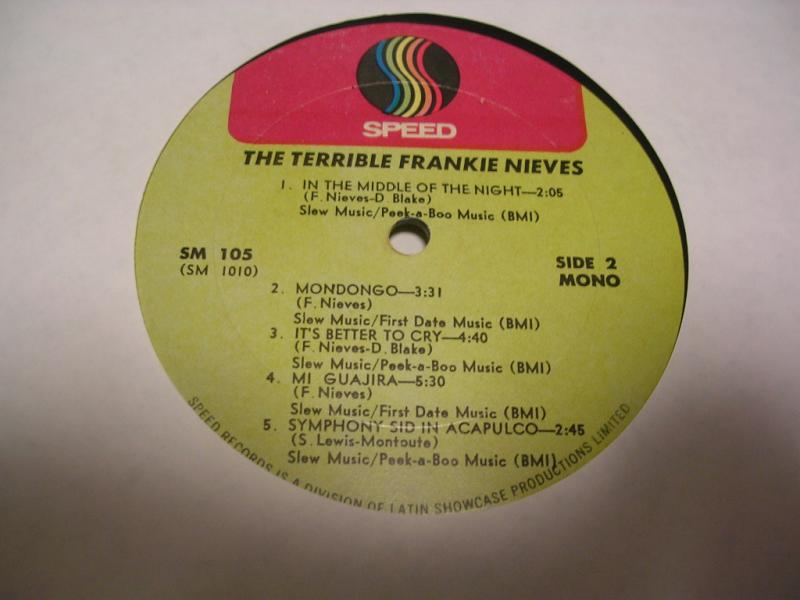 SPEED
THE TERRIBLE FRANKIE NIEVES
1. IN THE MIDDLE OF THE NIGHT—2:05
(F. Nieves-D. Blake)
Slew Music/Peek-a-Boo Music (BMI)
SM 105
(SM 1010)
SIDE 2
MONO
2. MONDONGO—3:31
(F. Nieves)
Slew Music/First Date Music (BMI)
3. IT'S BETTER TO CRY—4:40
(F. Nieves-D. Blake)
Slew Music/Peek-a-Boo Music (BMI)
4. MI GUAJIRA—5:30
(F. Nieves)
Slew Music/First Date Music (BMI)
5. SYMPHONY SID IN ACAPULCO—2:45
(S. Lewis-Montoute)
Slew Music/Peek-a-Boo Music (BMI)
SPEED RECORDS IS A DIVISION OF LATIN SHOWCASE PRODUCTIONS LIMITED